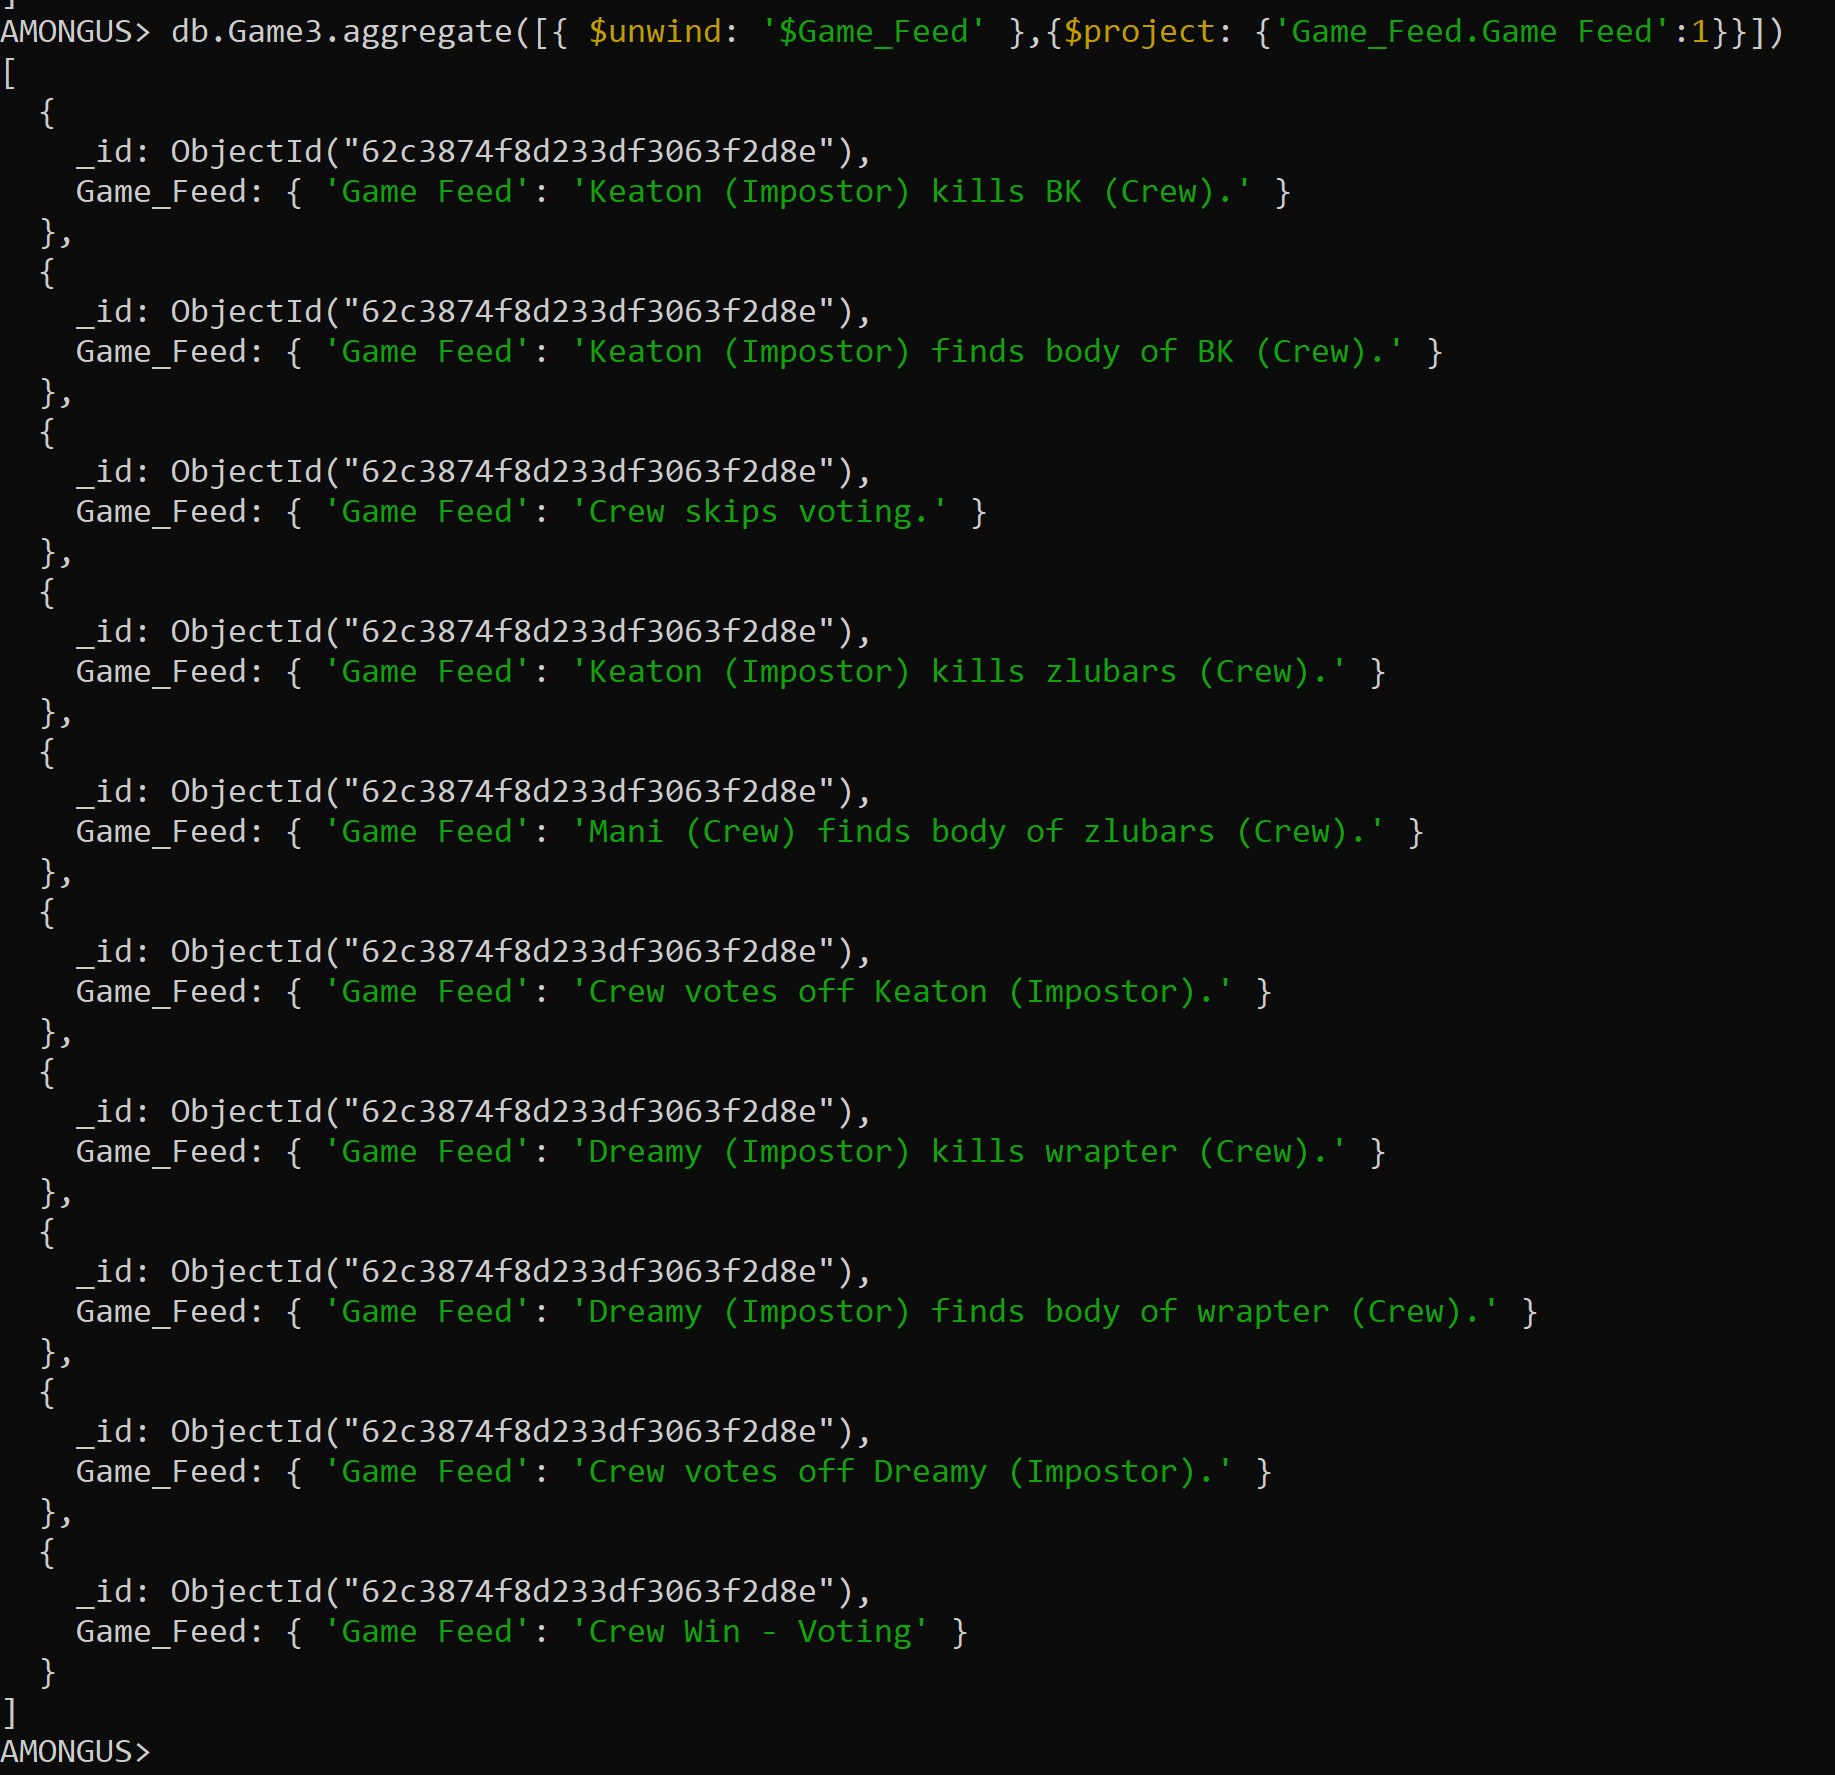 ]
AMONGUS> db.Game3.aggregate([{ $unwind: '$Game_Feed' },{$project: {'Game_Feed.Game Feed':1}}])
[
  {
    _id: ObjectId("62c3874f8d233df3063f2d8e"),
    Game_Feed: { 'Game Feed': 'Keaton (Impostor) kills BK (Crew).' }
  },
  {
    _id: ObjectId("62c3874f8d233df3063f2d8e"),
    Game_Feed: { 'Game Feed': 'Keaton (Impostor) finds body of BK (Crew).' }
  },
  {
    _id: ObjectId("62c3874f8d233df3063f2d8e"),
    Game_Feed: { 'Game Feed': 'Crew skips voting.' }
  },
  {
    _id: ObjectId("62c3874f8d233df3063f2d8e"),
    Game_Feed: { 'Game Feed': 'Keaton (Impostor) kills zlubars (Crew).' }
  },
  {
    _id: ObjectId("62c3874f8d233df3063f2d8e"),
    Game_Feed: { 'Game Feed': 'Mani (Crew) finds body of zlubars (Crew).' }
  },
  {
    _id: ObjectId("62c3874f8d233df3063f2d8e"),
    Game_Feed: { 'Game Feed': 'Crew votes off Keaton (Impostor).' }
  },
  {
    _id: ObjectId("62c3874f8d233df3063f2d8e"),
    Game_Feed: { 'Game Feed': 'Dreamy (Impostor) kills wrapter (Crew).' }
  },
  {
    _id: ObjectId("62c3874f8d233df3063f2d8e"),
    Game_Feed: { 'Game Feed': 'Dreamy (Impostor) finds body of wrapter (Crew).' }
  },
  {
    _id: ObjectId("62c3874f8d233df3063f2d8e"),
    Game_Feed: { 'Game Feed': 'Crew votes off Dreamy (Impostor).' }
  },
  {
    _id: ObjectId("62c3874f8d233df3063f2d8e"),
    Game_Feed: { 'Game Feed': 'Crew Win - Voting' }
  }
]
AMONGUS>